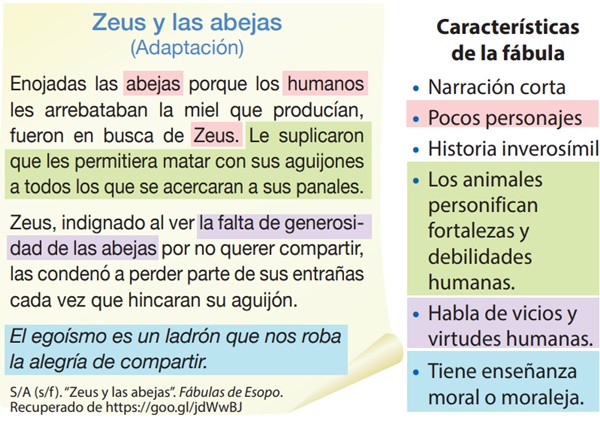 Zeus y las abejas
(Adaptación)
Enojadas las abejas porque los humanos
les arrebataban la miel que producían,
fueron en busca de Zeus. Le suplicaron
que les permitiera matar con sus aguijones
a todos los que se acercaran a sus panales.
Zeus, indignado al ver la falta de generosi-
dad de las abejas por no querer compartir,
las condenó a perder parte de sus entrañas
cada vez que hincaran su aguijón.
El egoísmo es un ladrón que nos roba
la alegría de compartir.
S/A (s/f). "Zeus y las abejas". Fábulas de Esopo.
Recuperado de https://goo.gl/jdWwBJ
Características
de la fábula
• Narración corta
• Pocos personajes
• Historia inverosímil
• Los animales
personifican
fortalezas y
debilidades
humanas.
• Habla de vicios y
virtudes humanas.
• Tiene enseñanza
moral o moraleja.